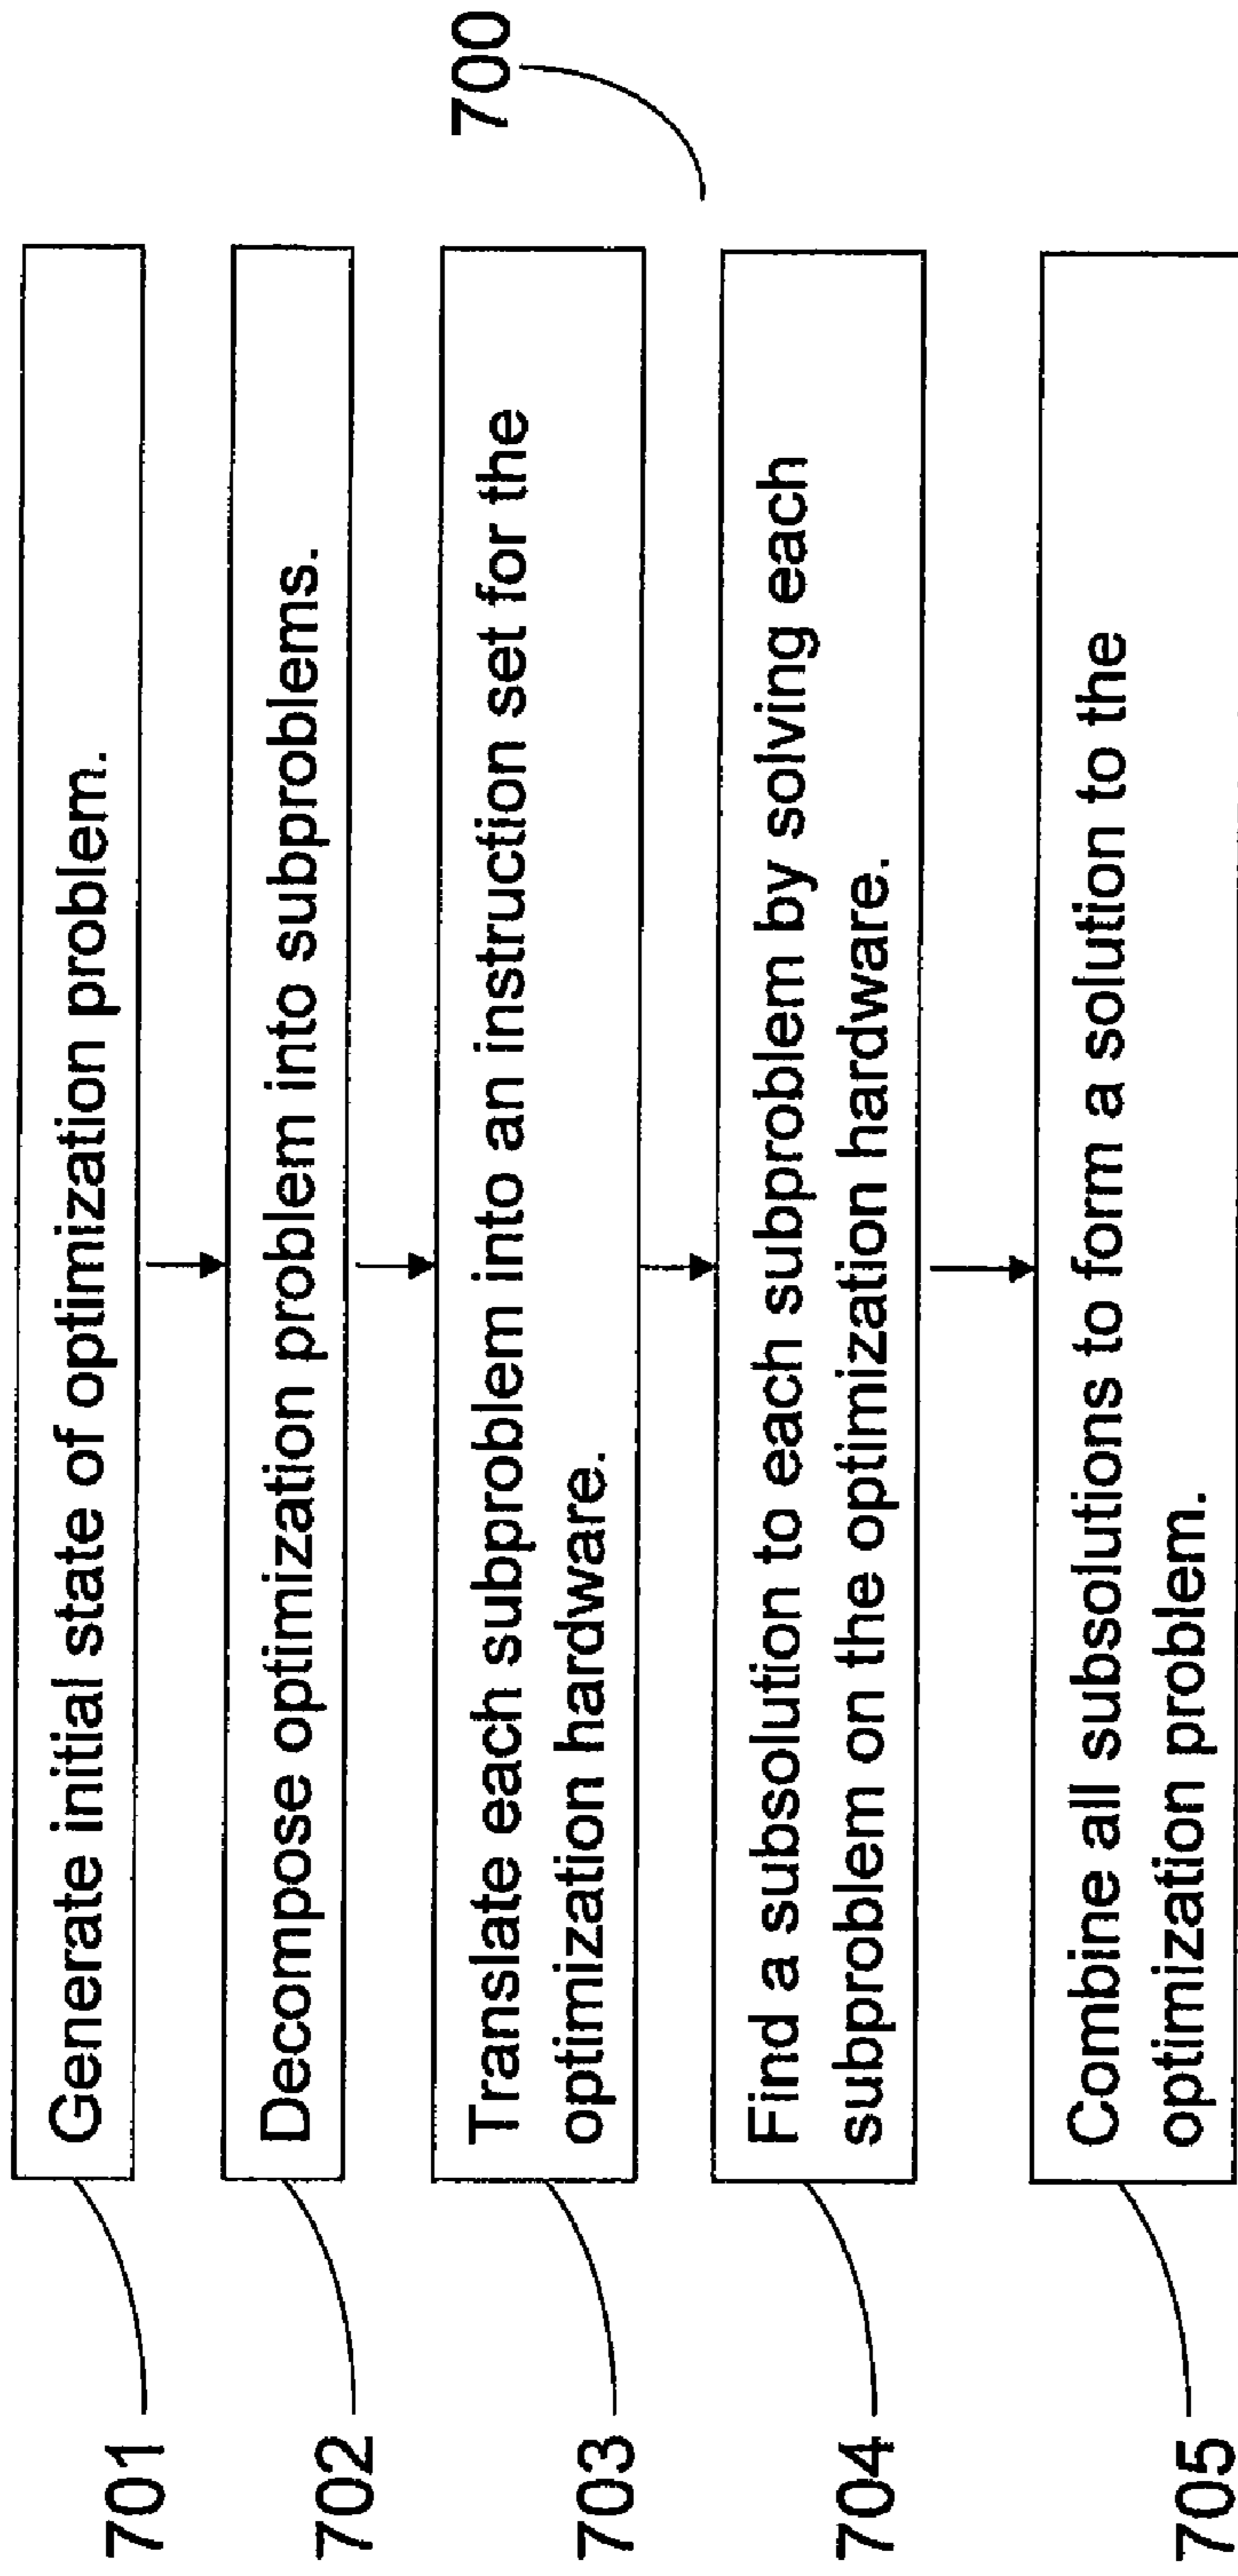 700
701
Generate initial state of optimization problem.
702
Decompose optimization problem into subproblems.
703
Translate each subproblem into an instruction set for the
optimization hardware.
704
Find a subsolution to each subproblem by solving each
subproblem on the optimization hardware.
705
Combine all subsolutions to form a solution to the
optimization problem.